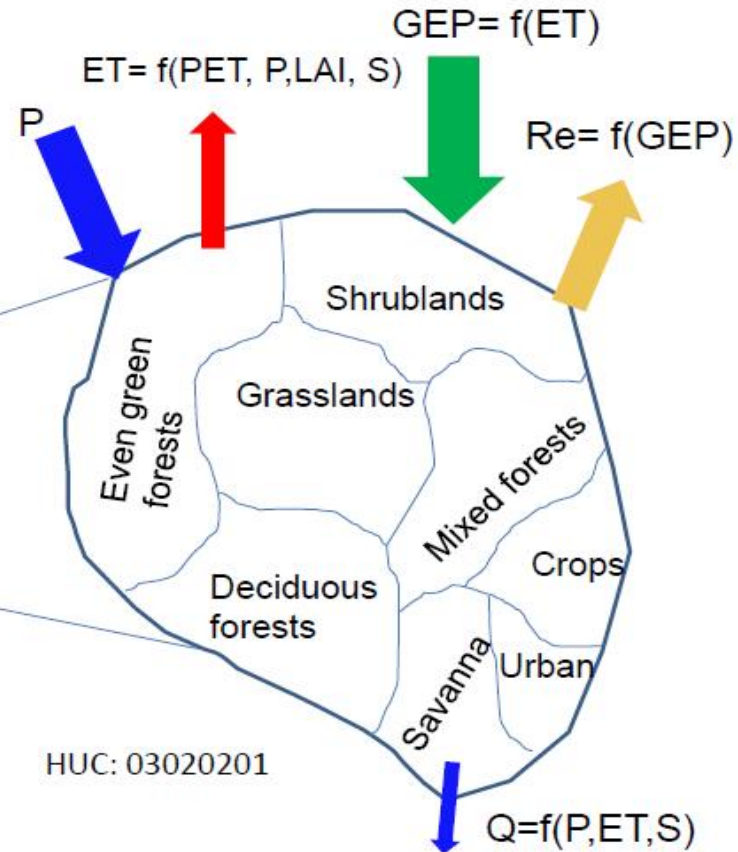 GEP= f(ET)
ET= f(PET, P,LAI, S)
P
Re= f(GEP)
Shrublands
Grasslands
Even green
forests
Mixed forests
Crops
Deciduous
forests
Savanna
Urban
HUC: 03020201
Q=f(P,ET,S)